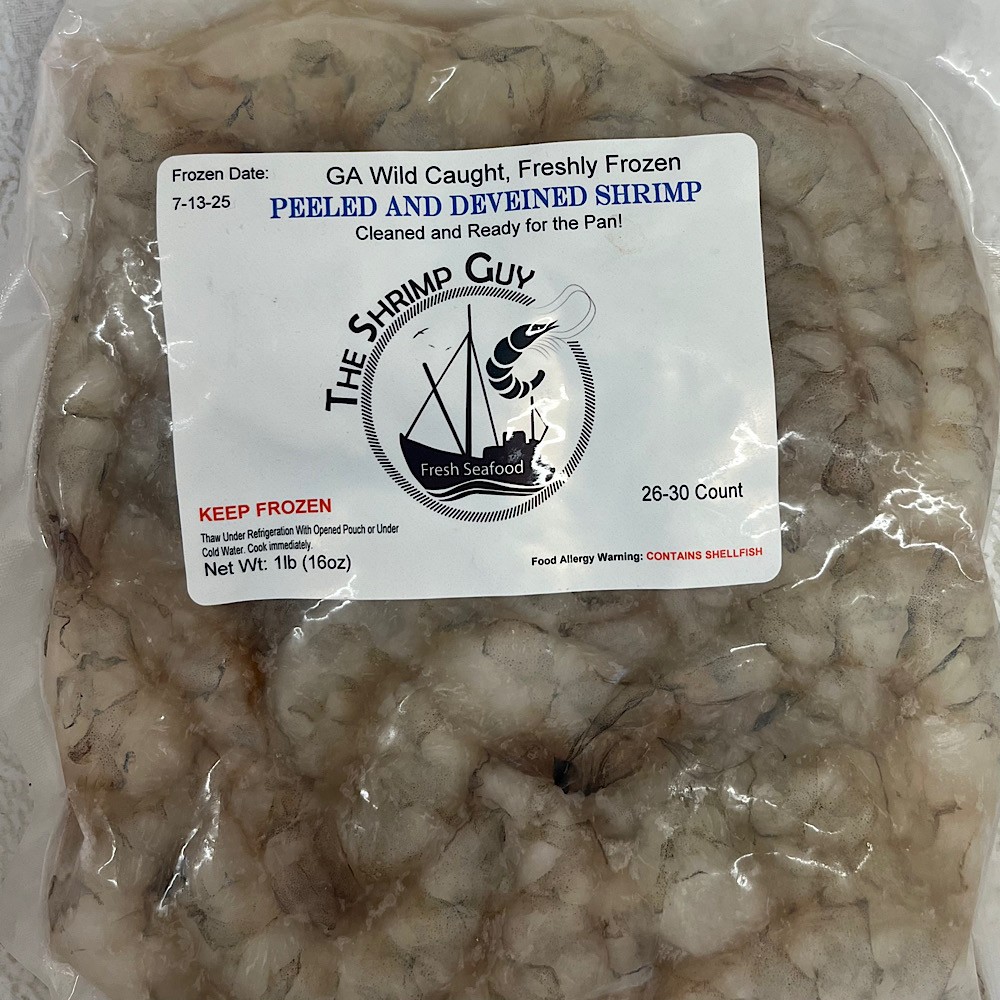 Frozen Date:
7-13-25
GA Wild Caught, Freshly Frozen
PEELED AND DEVEINED SHRIMP
Cleaned and Ready for the Pan!
THE SHRIMP GUY
Fresh Seafood
26-30 Count
KEEP FROZEN
Thaw Under Refrigeration With Opened Pouch or Under
Cold Water. Cook immediately.
Net Wt: 1lb (16oz)
Food Allergy Warning: CONTAINS SHELLFISH